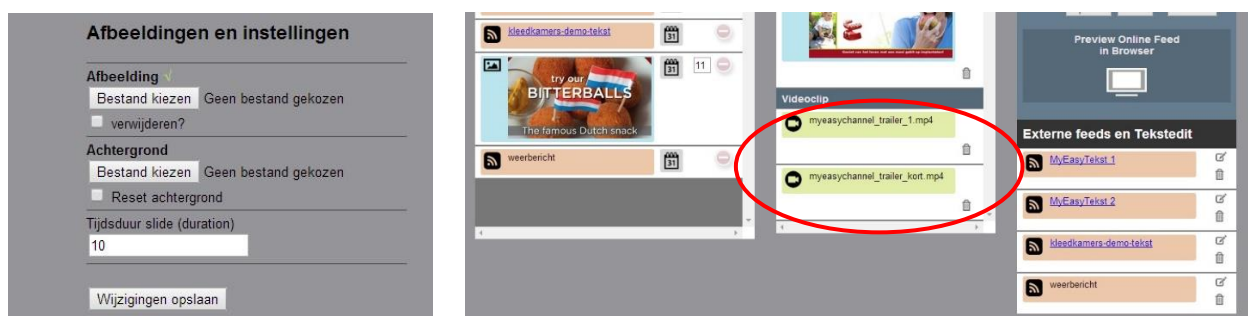 Afbeeldingen en instellingen
Afbeelding √
Bestand kiezen Geen bestand gekozen
verwijderen?
Achtergrond
Bestand kiezen Geen bestand gekozen
Reset achtergrond
Tijdsduur slide (duration)
10
Wijzigingen opslaan
kleedkamers-demo-tekst
31
try our
BITTERBALLS
The famous Dutch snack
31
11
weerbericht
31
Videoclip
myeasychannel_trailer_1.mp4
myeasychannel_trailer_kort.mp4
Preview Online Feed
in Browser
Externe feeds en Tekstedit
MyEasyTekst 1
MyEasyTekst 2
kleedkamers-demo-tekst
weerbericht